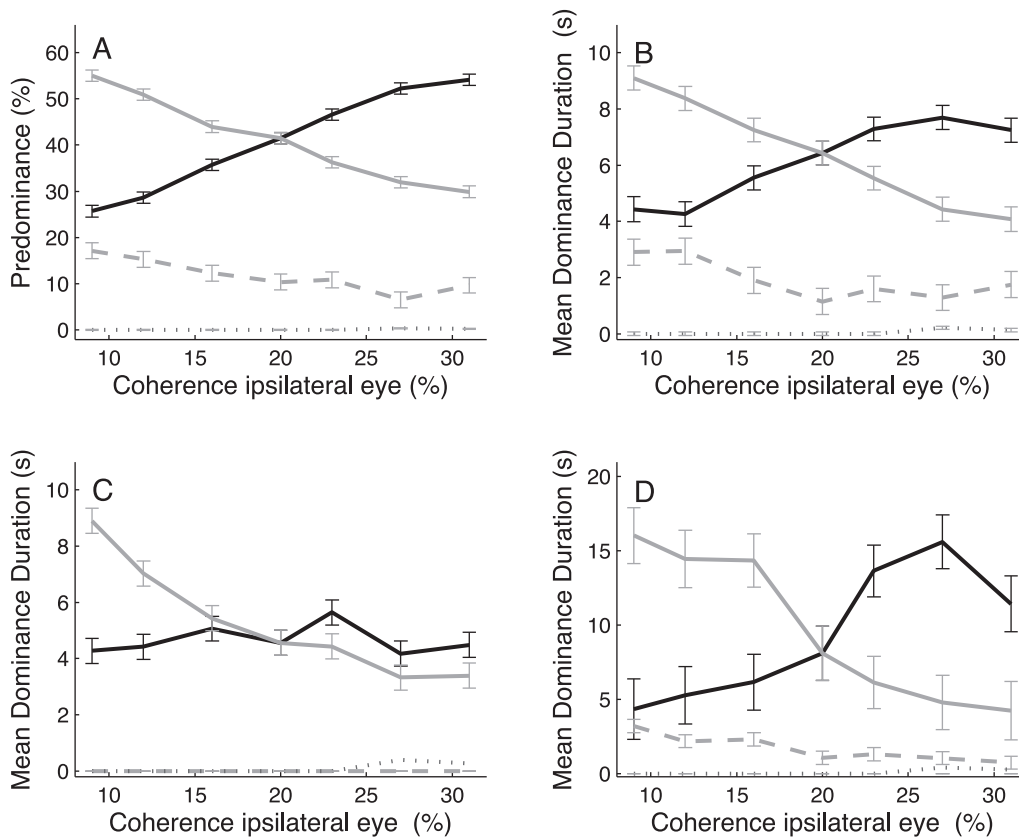 A
Predominance (%)
60
50
40
30
20
10
0
10 15 20 25 30
Coherence ipsilateral eye (%)
B
Mean Dominance Duration (s)
10
8
6
4
2
0
10 15 20 25 30
Coherence ipsilateral eye (%)
C
Mean Dominance Duration (s)
10
8
6
4
2
0
10 15 20 25 30
Coherence ipsilateral eye (%)
D
Mean Dominance Duration (s)
20
15
10
5
0
10 15 20 25 30
Coherence ipsilateral eye (%)